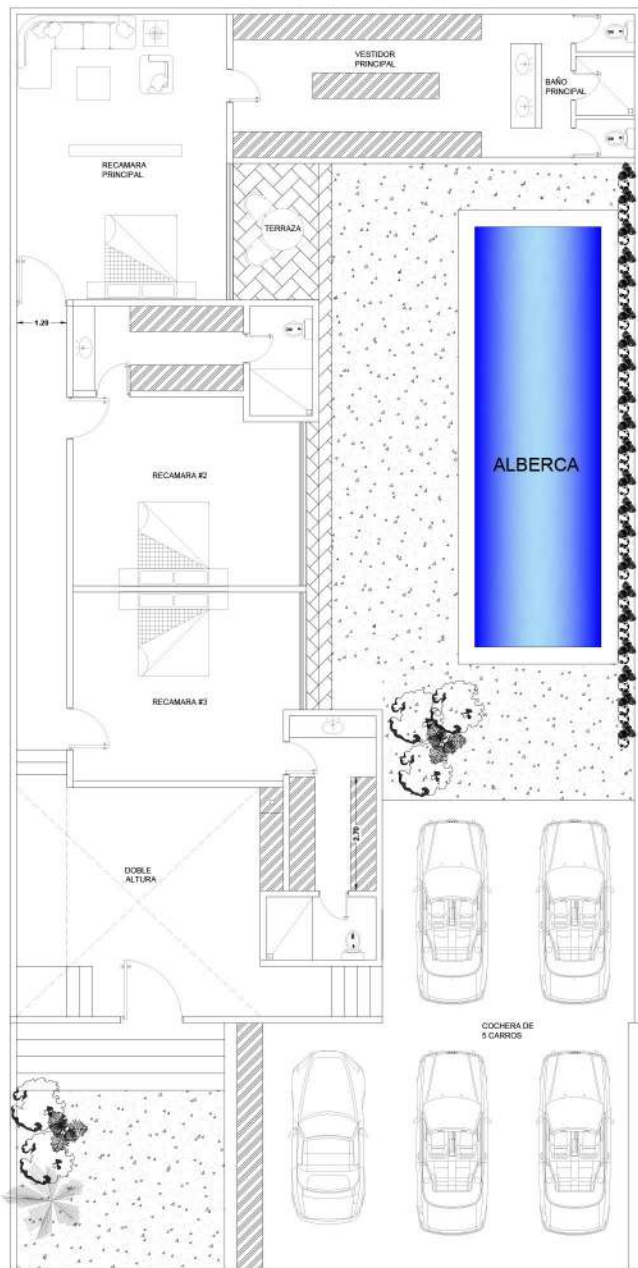 VESTIDOR
PRINCIPAL
BAÑO
PRINCIPAL
RECAMARA
PRINCIPAL
TERRAZA
1.28
ALBERCA
RECAMARA #2
RECAMARA #3
2.70
DOBLE
ALTURA
COCHERA DE
5 CARROS